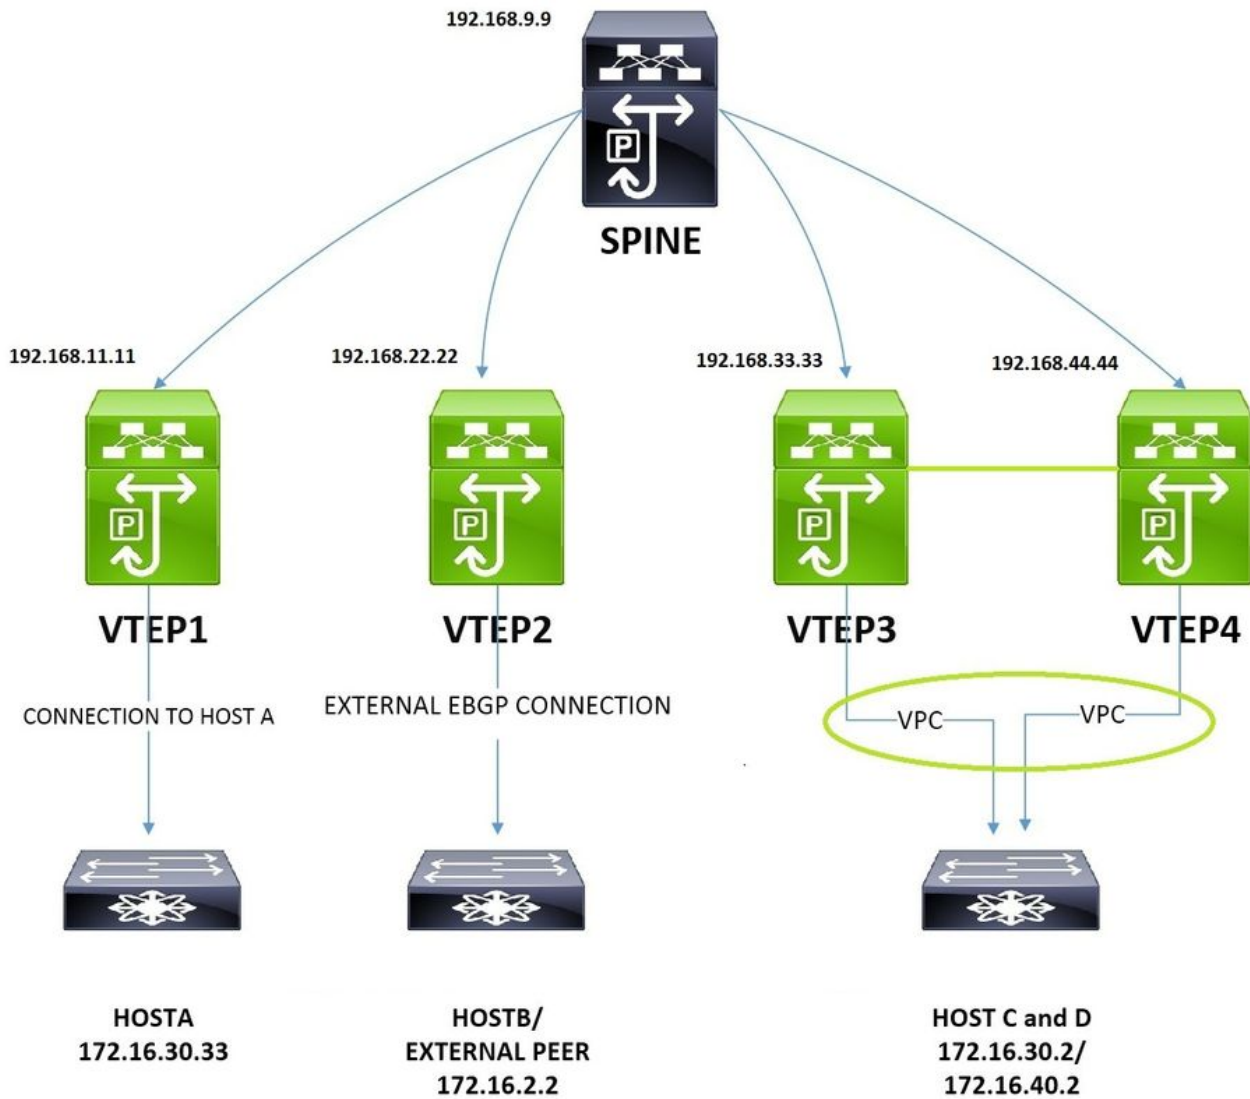 192.168.9.9
P
SPINE
192.168.11.11
192.168.22.22
192.168.33.33
192.168.44.44
P
P
P
P
VTEP1
VTEP2
VTEP3
VTEP4
CONNECTION TO HOST A
EXTERNAL EBGP CONNECTION
VPC
VPC
HOSTA
172.16.30.33
HOSTB/
EXTERNAL PEER
172.16.2.2
HOST C and D
172.16.30.2/
172.16.40.2